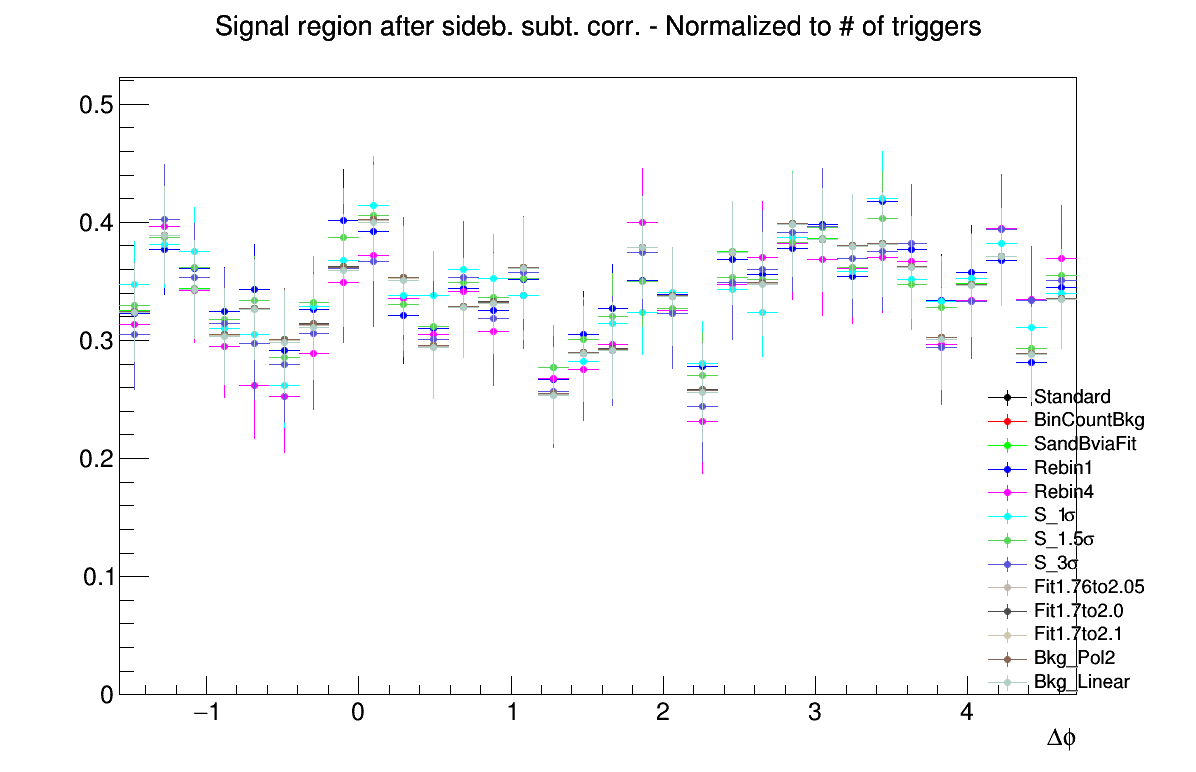 Signal region after sideb. subt. corr. - Normalized to # of triggers
0.5
0.4
0.3
0.2
0.1
0
−1
0
1
2
3
4
Δϕ
Standard
BinCountBkg
SandBviaFit
Rebin1
Rebin4
S_1σ
S_1.5σ
S_3σ
Fit1.76to2.05
Fit1.7to2.0
Fit1.7to2.1
Bkg_Pol2
Bkg_Linear